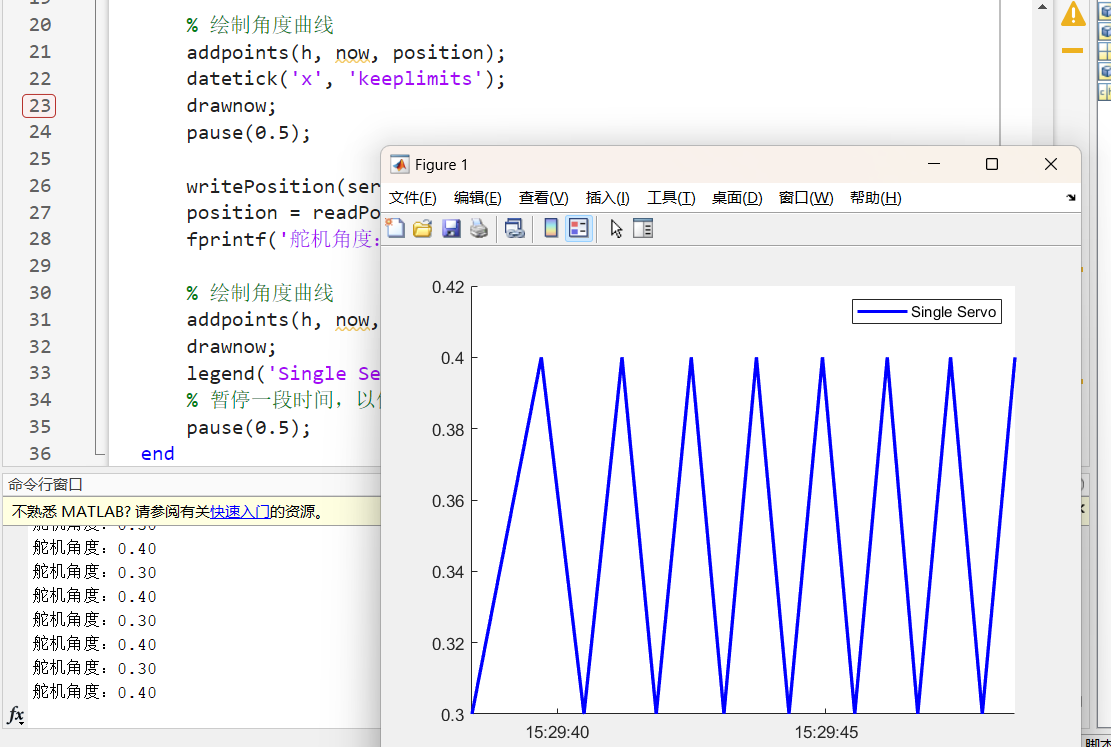 20 % 绘制角度曲线
21 addpoints(h, now, position);
22 datetick('x', 'keeplimits');
23 drawnow;
24 pause(0.5);
25
26 writePosition(ser
27 position = readPo
28 fprintf('舵机角度:
29
30 % 绘制角度曲线
31 addpoints(h, now,
32 drawnow;
33 legend('Single Se
34 % 暂停一段时间，以
35 pause(0.5);
36 end
Figure 1
文件(F) 编辑(E) 查看(V) 插入(I) 工具(T) 桌面(D) 窗口(W) 帮助(H)
0.42
0.4
0.38
0.36
0.34
0.32
0.3
Single Servo
15:29:40 15:29:45
命令行窗口
不熟悉 MATLAB? 请参阅有关快速入门的资源。
舵机角度：0.30
舵机角度：0.40
舵机角度：0.30
舵机角度：0.40
舵机角度：0.30
舵机角度：0.40
舵机角度：0.30
舵机角度：0.40
fx